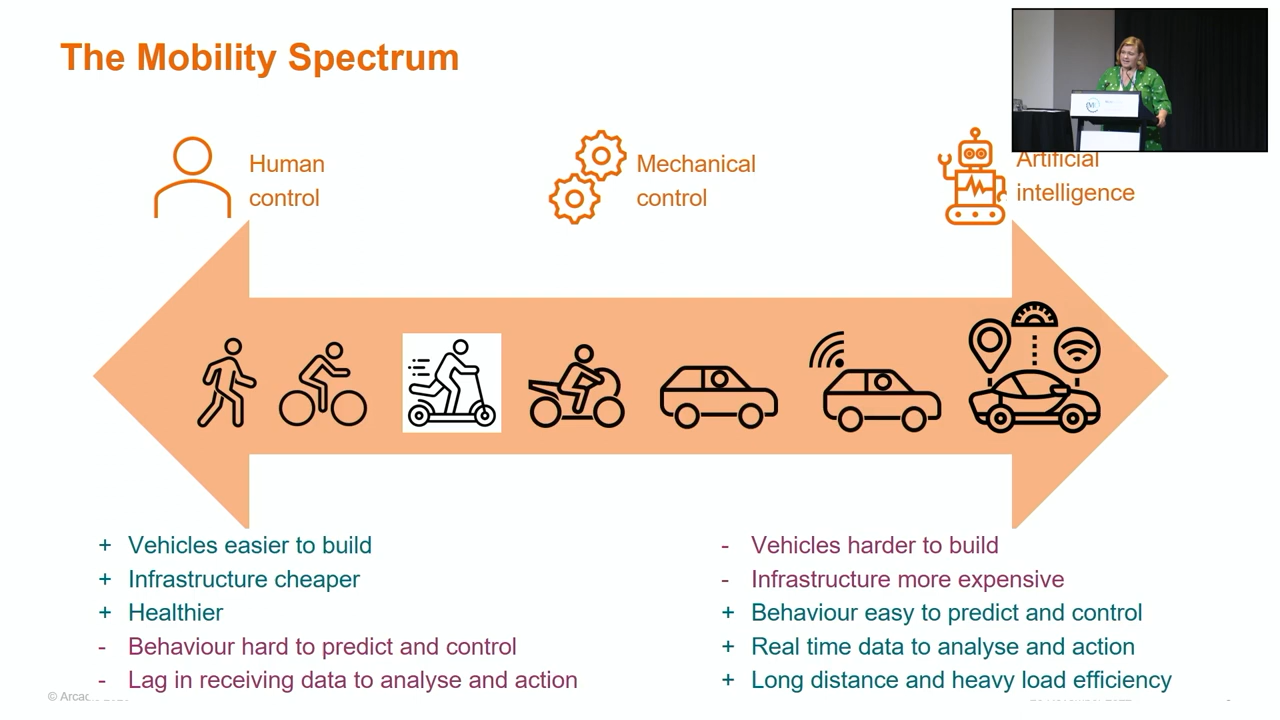 The Mobility Spectrum
Human
control
Mechanical
control
Artificial
intelligence
+ Vehicles easier to build
+ Infrastructure cheaper
+ Healthier
- Behaviour hard to predict and control
- Lag in receiving data to analyse and action
- Vehicles harder to build
- Infrastructure more expensive
+ Behaviour easy to predict and control
+ Real time data to analyse and action
+ Long distance and heavy load efficiency
©